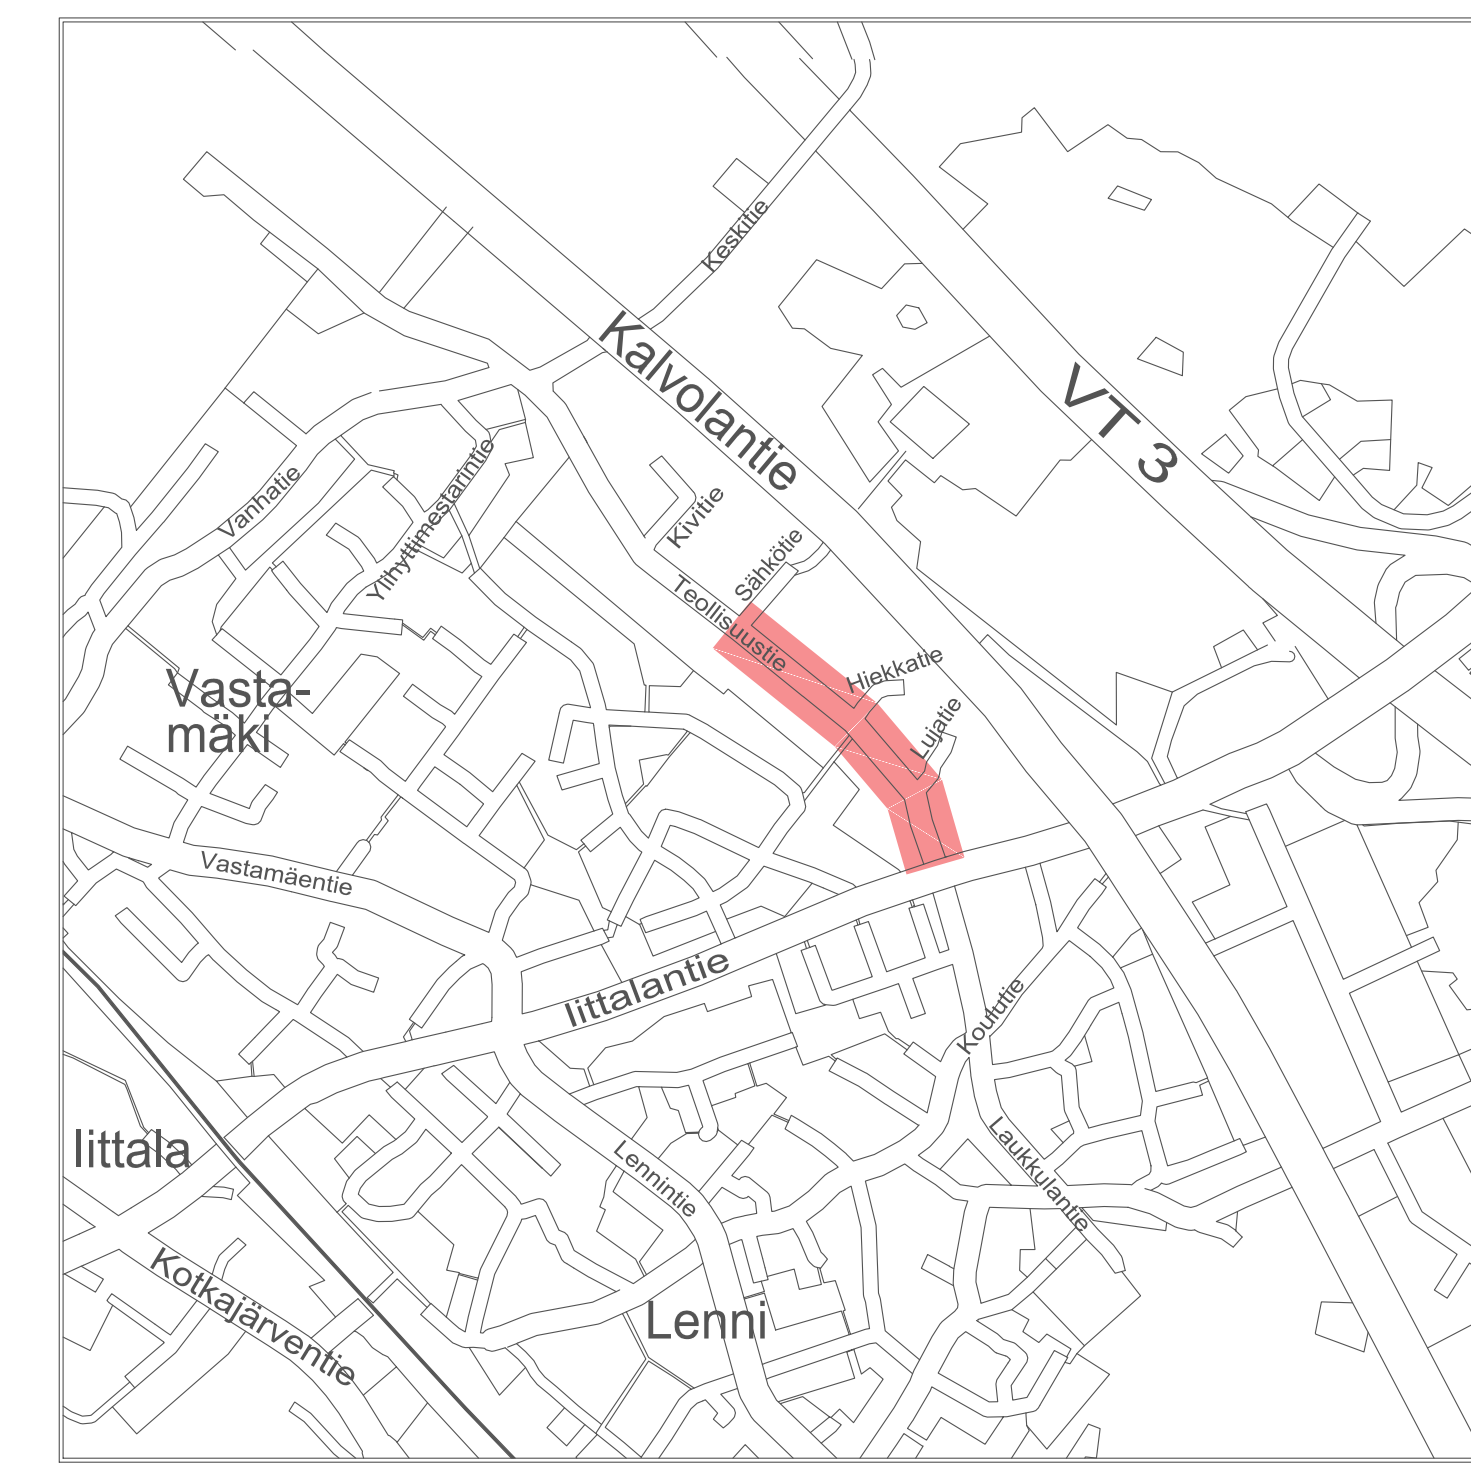 Keskitie
Kalvolantie
VT 3
Vanhatie
Ylihyttimestarintie
Kivitie
Sähkötie
Teollisuustie
Hiekkatie
Lujatie
Vasta-
mäki
Vastamäentie
Iittalantie
Koulutie
Iittala
Lennintie
Laukkulantie
Kotkajärventie
Lenni